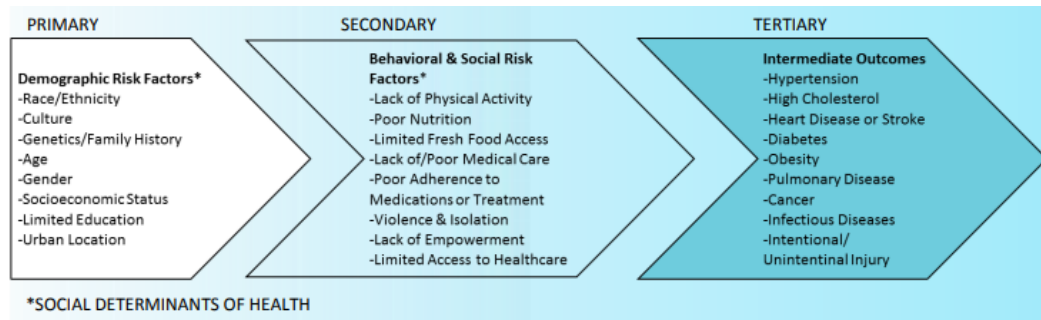 PRIMARY
Demographic Risk Factors*
-Race/Ethnicity
-Culture
-Genetics/Family History
-Age
-Gender
-Socioeconomic Status
-Limited Education
-Urban Location
SECONDARY
Behavioral & Social Risk
Factors*
-Lack of Physical Activity
-Poor Nutrition
-Limited Fresh Food Access
-Lack of/Poor Medical Care
-Poor Adherence to
Medications or Treatment
-Violence & Isolation
-Lack of Empowerment
-Limited Access to Healthcare
TERTIARY
Intermediate Outcomes
-Hypertension
-High Cholesterol
-Heart Disease or Stroke
-Diabetes
-Obesity
-Pulmonary Disease
-Cancer
-Infectious Diseases
-Intentional/
Unintentinal Injury
*SOCIAL DETERMINANTS OF HEALTH